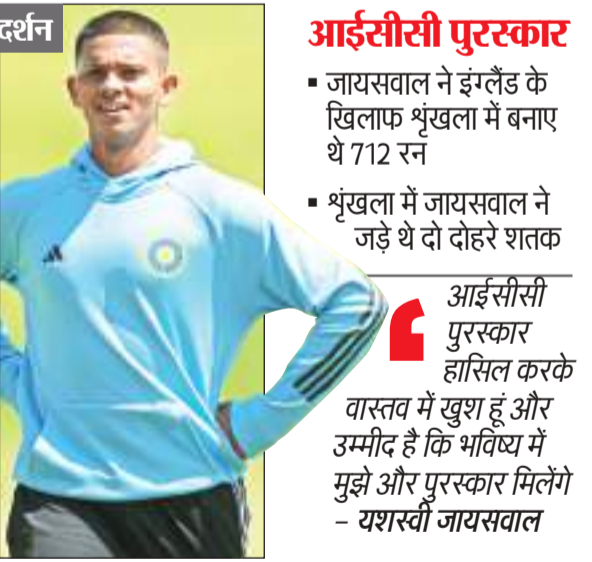 दर्शन
आईसीसी पुरस्कार
▪ जायसवाल ने इंग्लैंड के
खिलाफ शृंखला में बनाए
थे 712 रन
▪ शृंखला में जायसवाल ने
जड़े थे दो दोहरे शतक
आईसीसी
पुरस्कार
हासिल करके
वास्तव में खुश हूं और
उम्मीद है कि भविष्य में
मुझे और पुरस्कार मिलेंगे
– यशस्वी जायसवाल